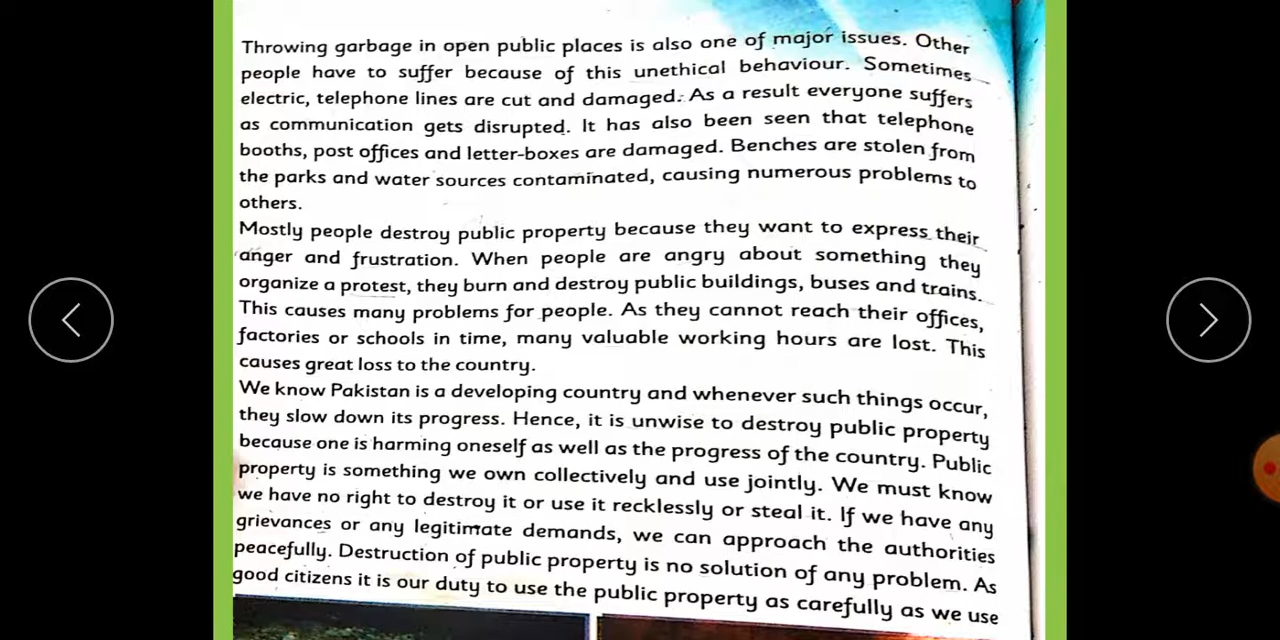 Throwing garbage in open public places is also one of major issues. Other
people have to suffer because of this unethical behaviour. Sometimes
electric, telephone lines are cut and damaged. As a result everyone suffers
as communication gets disrupted. It has also been seen that telephone
booths, post offices and letter-boxes are damaged. Benches are stolen from
the parks and water sources contaminated, causing numerous problems to
others.
Mostly people destroy public property because they want to express their
anger and frustration. When people are angry about something they
organize a protest, they burn and destroy public buildings, buses and trains.
This causes many problems for people. As they cannot reach their offices,
factories or schools in time, many valuable working hours are lost. This
causes great loss to the country.
We know Pakistan is a developing country and whenever such things occur,
they slow down its progress. Hence, it is unwise to destroy public property
because one is harming oneself as well as the progress of the country. Public
property is something we own collectively and use jointly. We must know
we have no right to destroy it or use it recklessly or steal it. If we have any
grievances or any legitimate demands, we can approach the authorities
peacefully. Destruction of public property is no solution of any problem. As
good citizens it is our duty to use the public property as carefully as we use